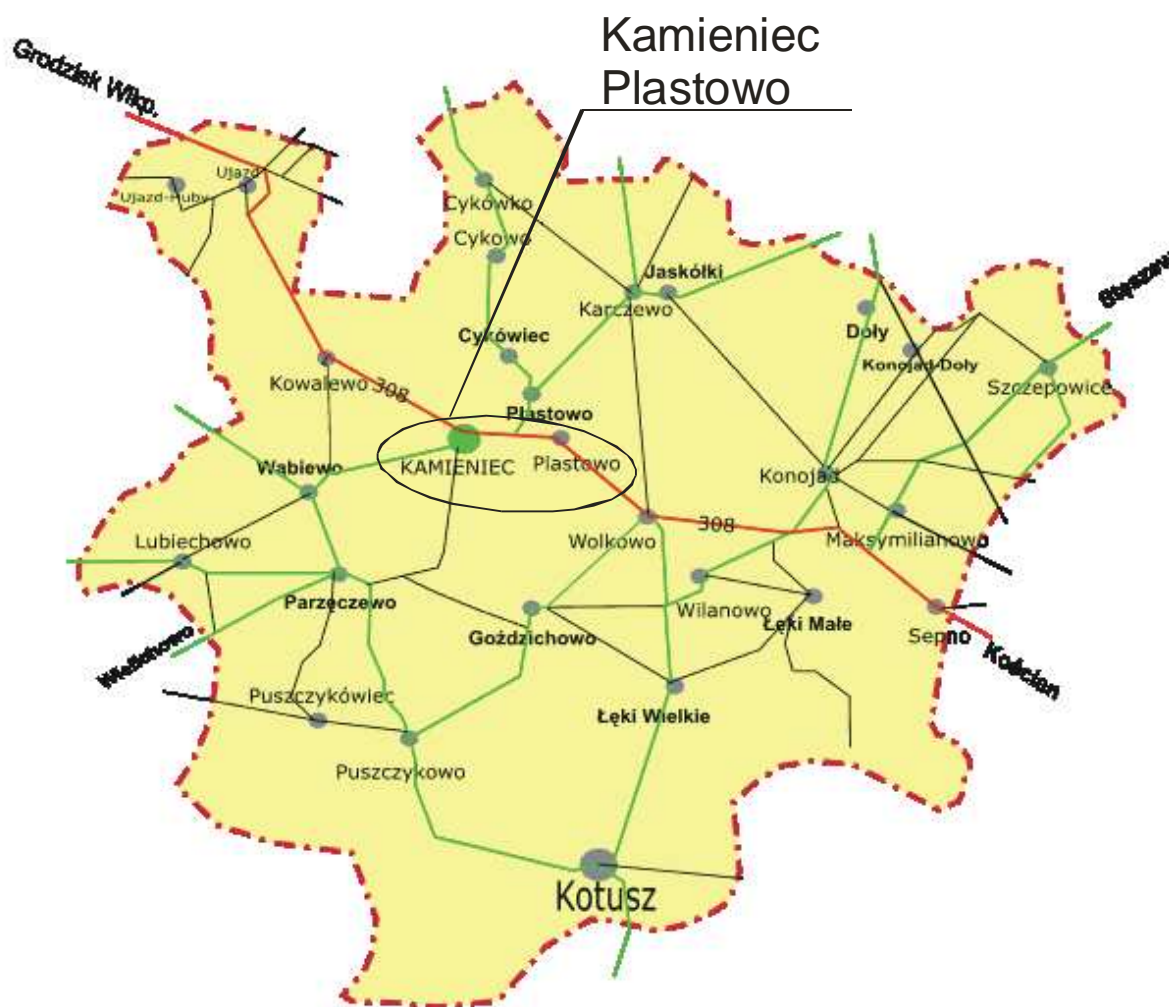 Kamieniec
Plastowo
Grodzisk Wlkp.
Ujazd
Ujazd-Huby
Cykówko
Cykowo
Jaskółki
Karczewo
Cykówiec
Doły
Konojad-Doły
Szczepowice
Kowalewo
308
Plastowo
KAMIENIEC
Plastowo
Wąbiewo
Konojad
308
Lubiechowo
Wolkowo
Maksymilianowo
Parzęczewo
Wilanowo
Goździchowo
Łęki Małe
Sepno
Kościan
Wielichowo
Puszczykówiec
Łęki Wielkie
Puszczykowo
Kotusz